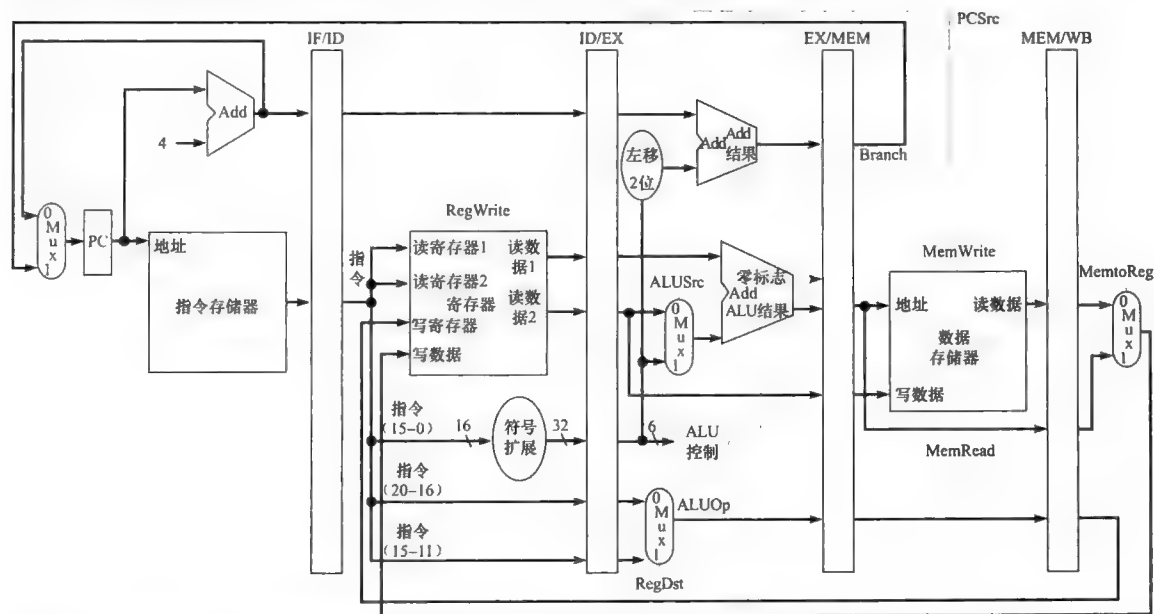 PCSrc
IF/ID
ID/EX
EX/MEM
MEM/WB
Add
4
左移
2位
Add
Add
结果
Branch
0
M
u
x
1
PC
地址
指令存储器
指
令
RegWrite
读寄存器1
读寄存器2
寄存器
写寄存器
写数据
读数
据1
读数
据2
ALUSrc
0
M
u
x
1
零标志
Add
ALU结果
MemWrite
地址
读数据
数据
存储器
写数据
MemtoReg
0
M
u
x
1
指令
(15-0)
16
符号
扩展
32
6
ALU
控制
MemRead
指令
(20-16)
指令
(15-11)
0
M
u
x
1
ALUOp
RegDst